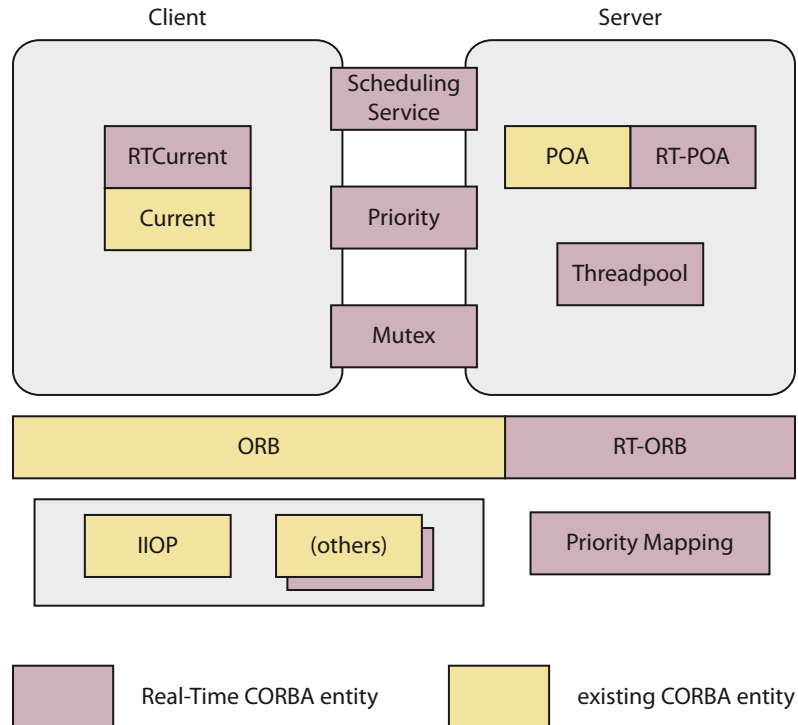 Client
Server
Scheduling
Service
RTCurrent
Current
POA
RT-POA
Priority
Threadpool
Mutex
ORB
RT-ORB
IIOP
(others)
Priority Mapping
Real-Time CORBA entity
existing CORBA entity